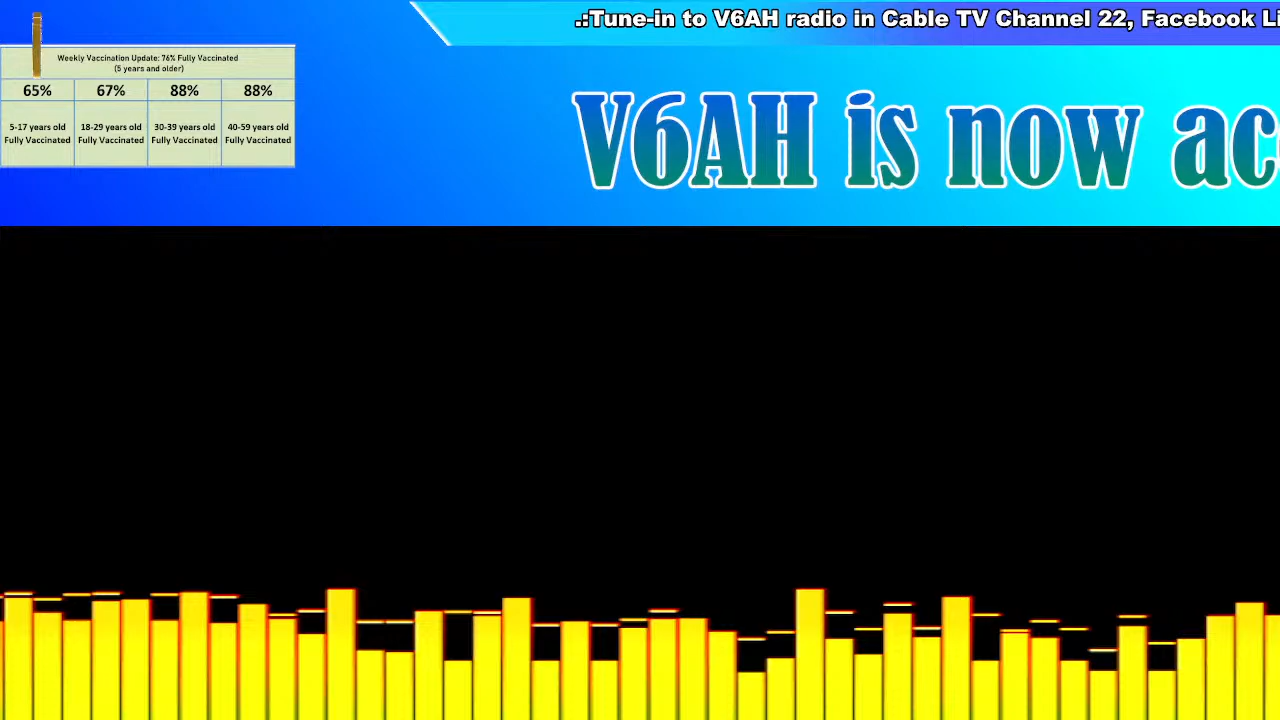 .:Tune-in to V6AH radio in Cable TV Channel 22, Facebook Li
Weekly Vaccination Update: 76% Fully Vaccinated
(5 years and older)
65% 67% 88% 88%
5-17 years old 18-29 years old 30-39 years old 40-59 years old
Fully Vaccinated Fully Vaccinated Fully Vaccinated Fully Vaccinated
V6AH is now ac